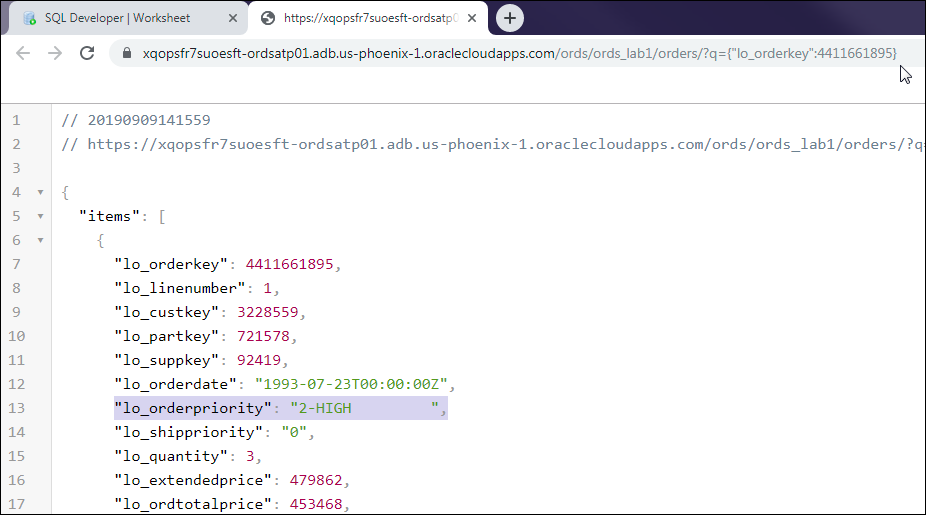 SQL Developer | Worksheet
https://xqopsfr7suoesft-ordsatp0
xqopsfr7suoesft-ordsatp01.adb.us-phoenix-1.oraclecloudapps.com/ords/ords_lab1/orders/?q={"lo_orderkey":4411661895}
1 // 20190909141559
2 // https://xqopsfr7suoesft-ordsatp01.adb.us-phoenix-1.oraclecloudapps.com/ords/ords_lab1/orders/?q=
3
4 {
5 "items": [
6 {
7 "lo_orderkey": 4411661895,
8 "lo_linenumber": 1,
9 "lo_custkey": 3228559,
10 "lo_partkey": 721578,
11 "lo_suppkey": 92419,
12 "lo_orderdate": "1993-07-23T00:00:00Z",
13 "lo_orderpriority": "2-HIGH         ",
14 "lo_shippriority": "0",
15 "lo_quantity": 3,
16 "lo_extendedprice": 479862,
17 "lo_ordtotalprice": 453468,